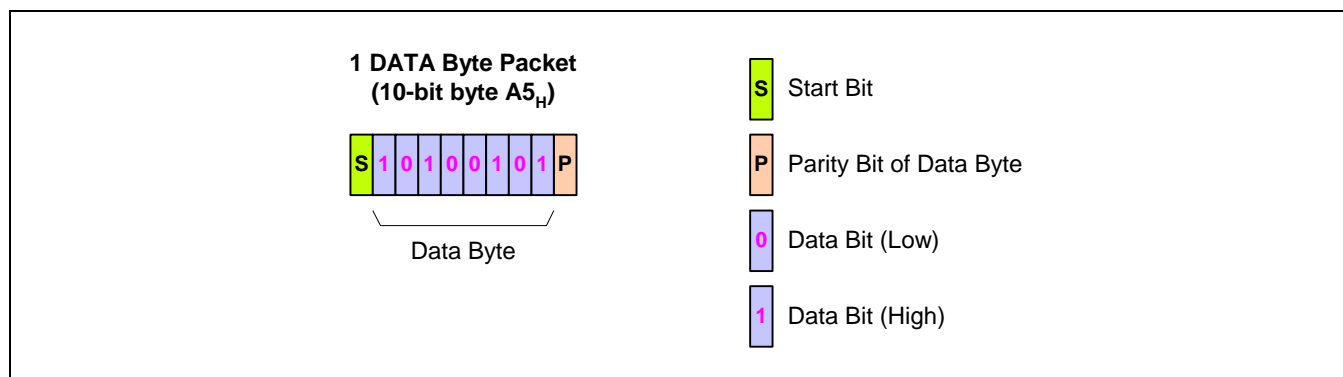 1 DATA Byte Packet
(10-bit byte A5H)
S 1 0 1 0 0 1 0 1 P
Data Byte
S Start Bit
P Parity Bit of Data Byte
0 Data Bit (Low)
1 Data Bit (High)